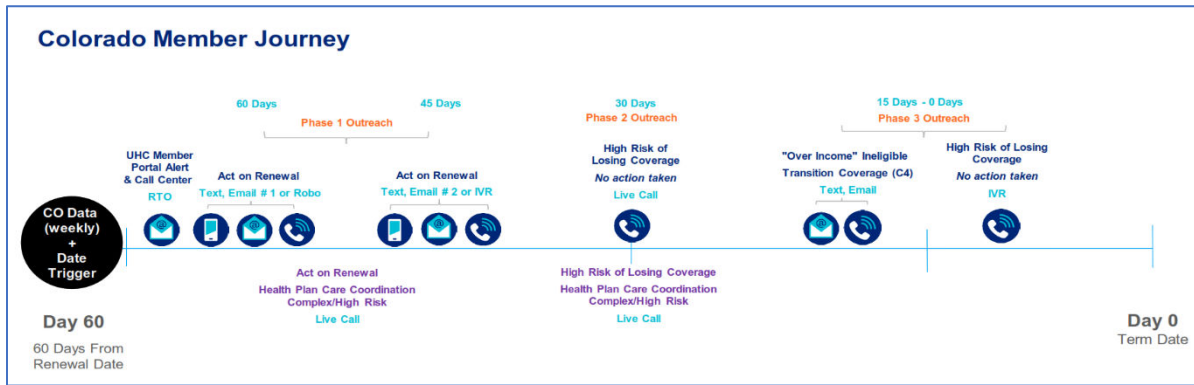 Colorado Member Journey
60 Days
45 Days
30 Days
15 Days - 0 Days
Phase 1 Outreach
Phase 2 Outreach
Phase 3 Outreach
UHC Member
Portal Alert
& Call Center
RTO
Act on Renewal
Text, Email # 1 or Robo
Act on Renewal
Text, Email # 2 or IVR
High Risk of
Losing Coverage
No action taken
Live Call
"Over Income" Ineligible
Transition Coverage (C4)
Text, Email
High Risk of Losing
Coverage
No action taken
IVR
CO Data
(weekly)
+
Date
Trigger
Act on Renewal
Health Plan Care Coordination
Complex/High Risk
Live Call
High Risk of Losing Coverage
Health Plan Care Coordination
Complex/High Risk
Live Call
Day 60
60 Days From
Renewal Date
Day 0
Term Date